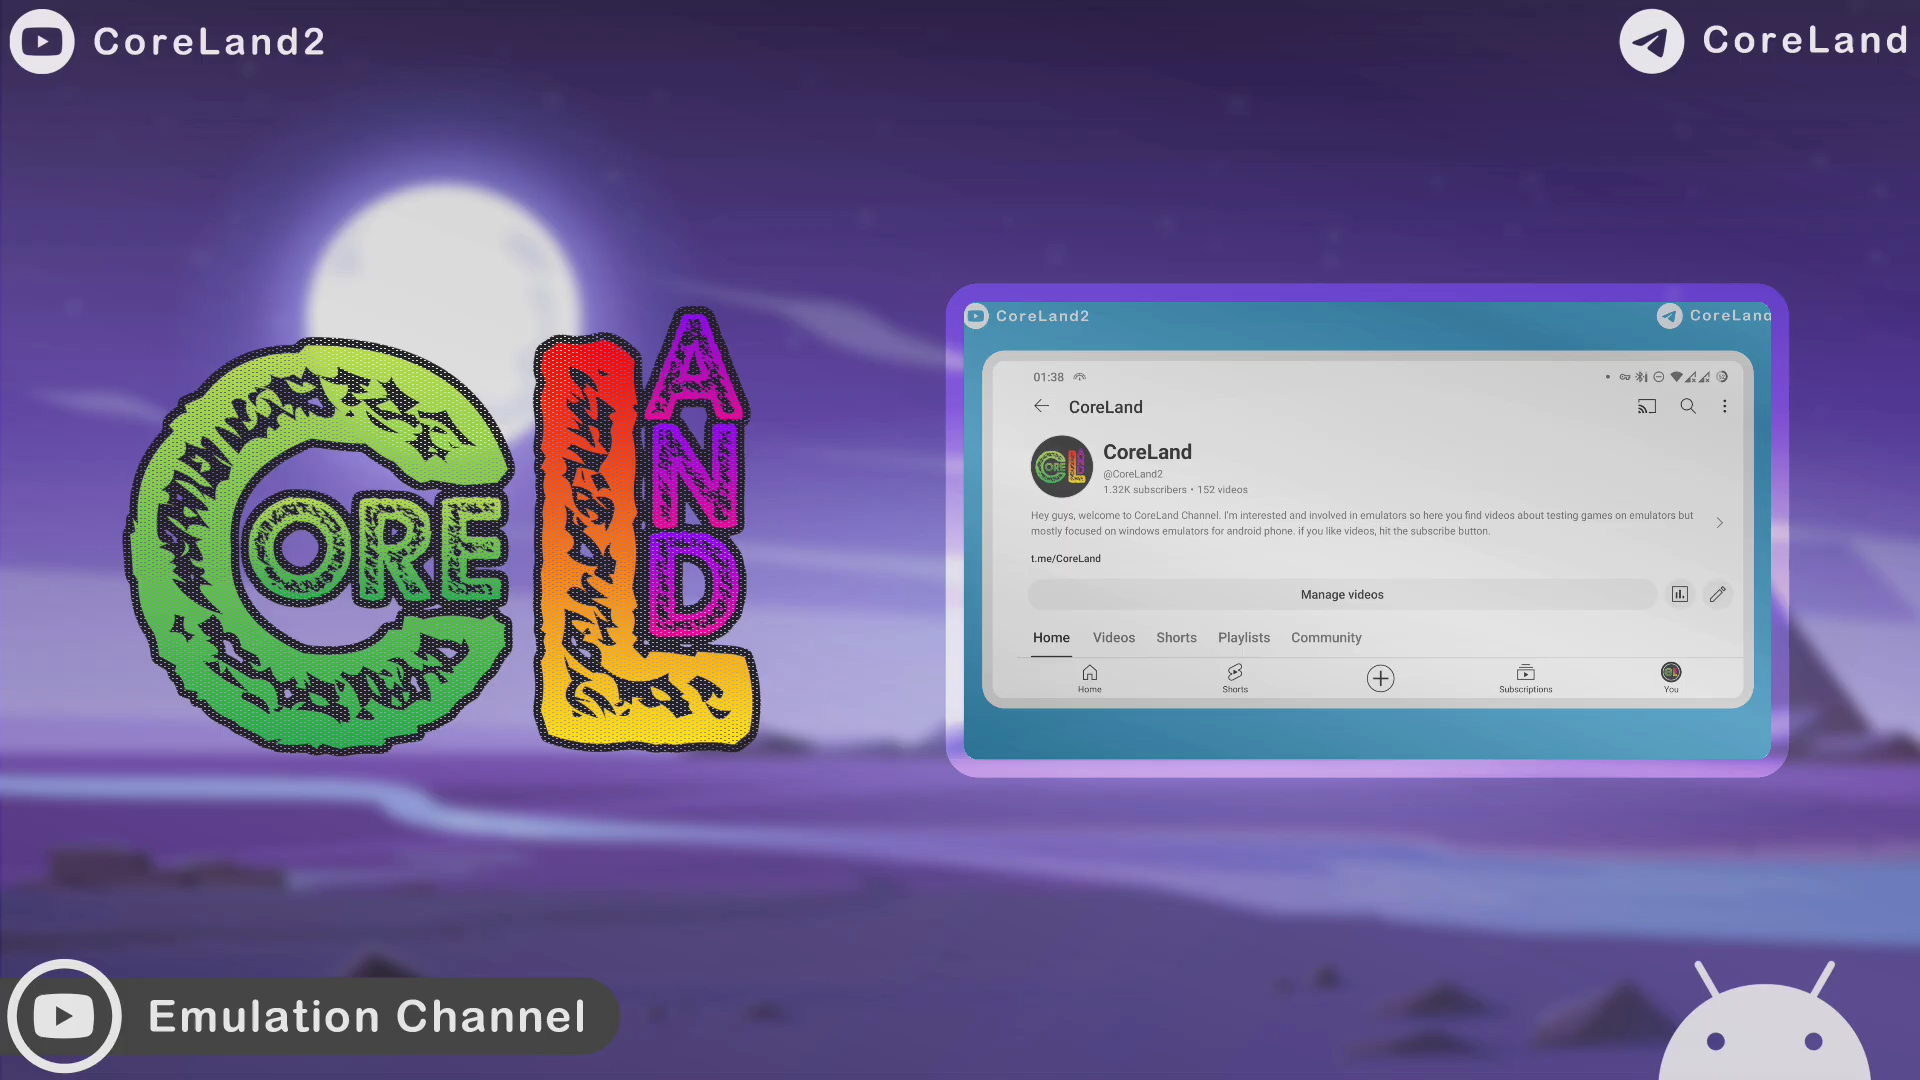 CoreLand2
CoreLand
CORE LAND
CoreLand2
CoreLand
01:38
CoreLand
CoreLand
@CoreLand2
1.32K subscribers • 152 videos
Hey guys, welcome to CoreLand Channel. I'm interested and involved in emulators so here you find videos about testing games on emulators but
mostly focused on windows emulators for android phone. if you like videos, hit the subscribe button.
t.me/CoreLand
Manage videos
Home Videos Shorts Playlists Community
Home Shorts Subscriptions You
Emulation Channel